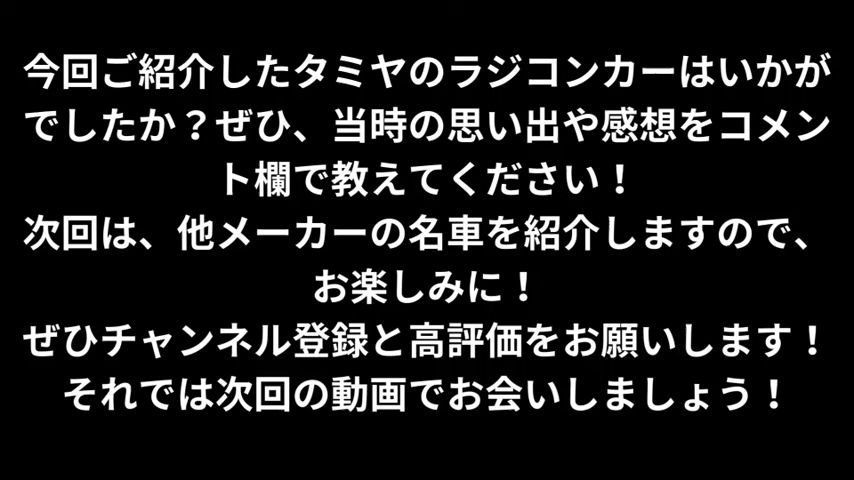 今回ご紹介したタミヤのラジコンカーはいかが
でしたか？ぜひ、当時の思い出や感想をコメン
ト欄で教えてください！
次回は、他メーカーの名車を紹介しますので、
お楽しみに！
ぜひチャンネル登録と高評価をお願いします！
それでは次回の動画でお会いしましょう！